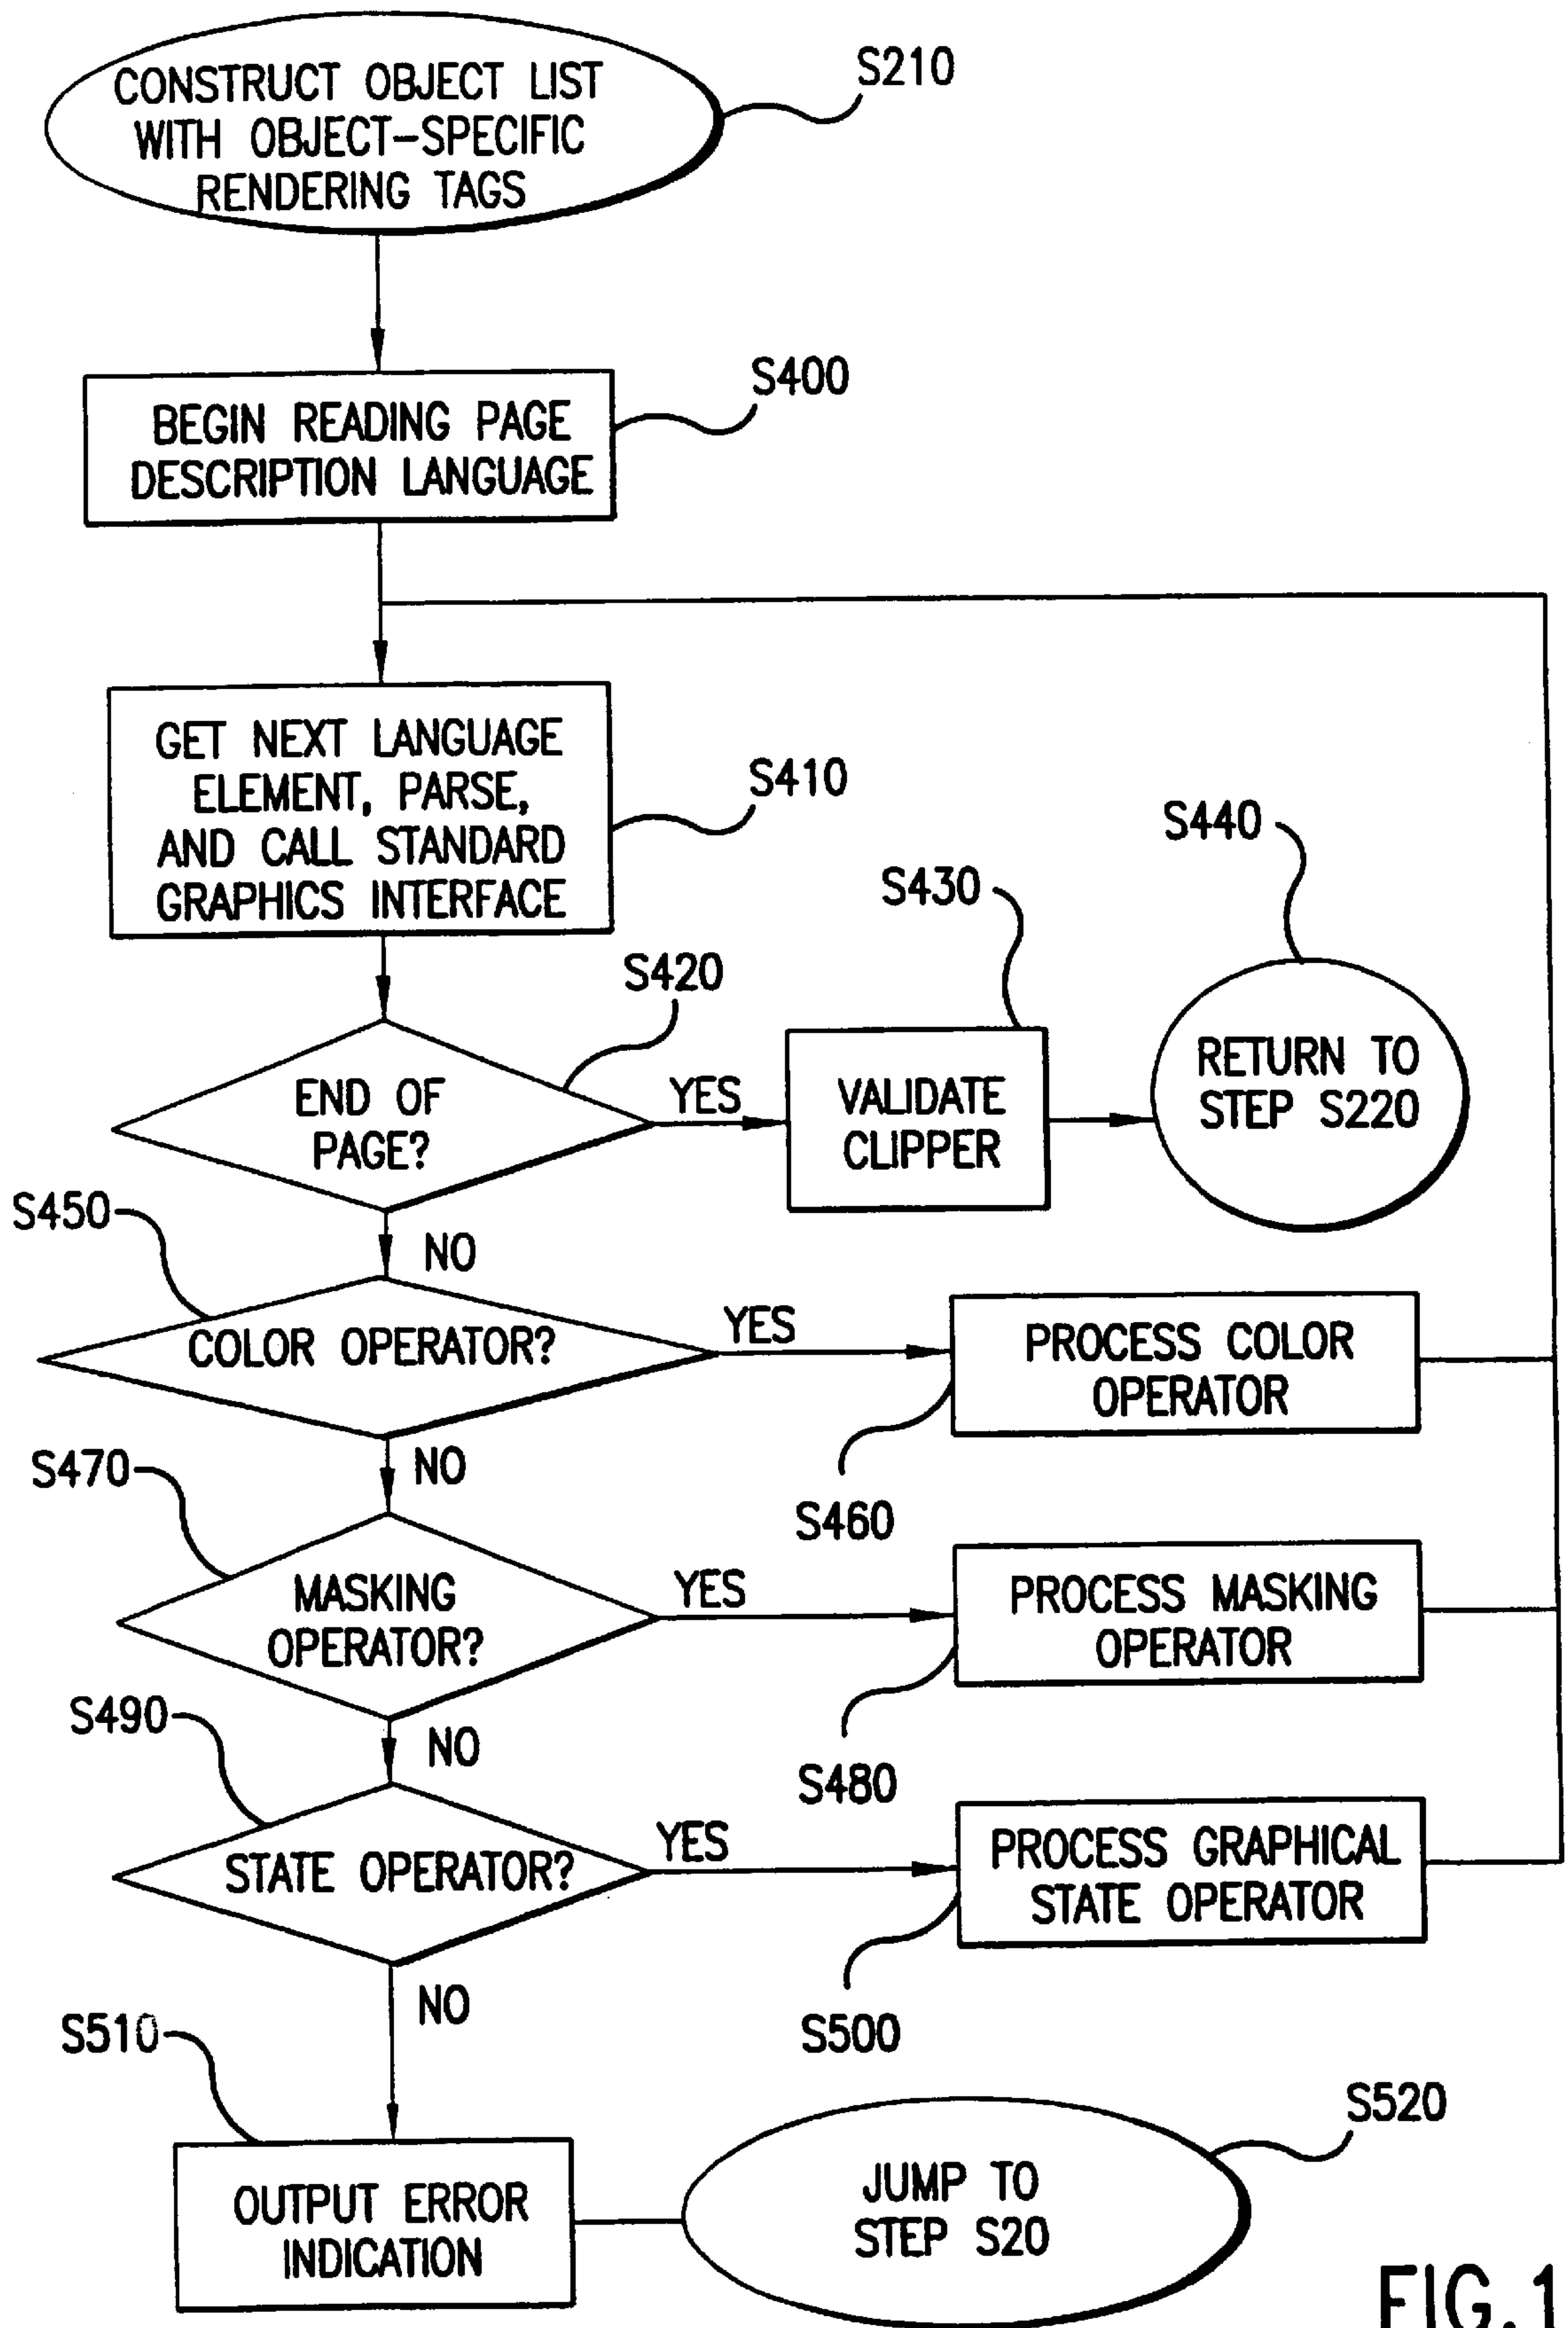 CONSTRUCT OBJECT LIST
WITH OBJECT-SPECIFIC
RENDERING TAGS
S210
BEGIN READING PAGE
DESCRIPTION LANGUAGE
S400
GET NEXT LANGUAGE
ELEMENT, PARSE,
AND CALL STANDARD
GRAPHICS INTERFACE
S410
END OF
PAGE?
S420
YES
VALIDATE
CLIPPER
S430
RETURN TO
STEP S220
S440
NO
S450
COLOR OPERATOR?
YES
PROCESS COLOR
OPERATOR
S460
NO
S470
MASKING
OPERATOR?
YES
PROCESS MASKING
OPERATOR
S480
NO
S490
STATE OPERATOR?
YES
PROCESS GRAPHICAL
STATE OPERATOR
S500
NO
S510
OUTPUT ERROR
INDICATION
JUMP TO
STEP S20
S520
FIG.1